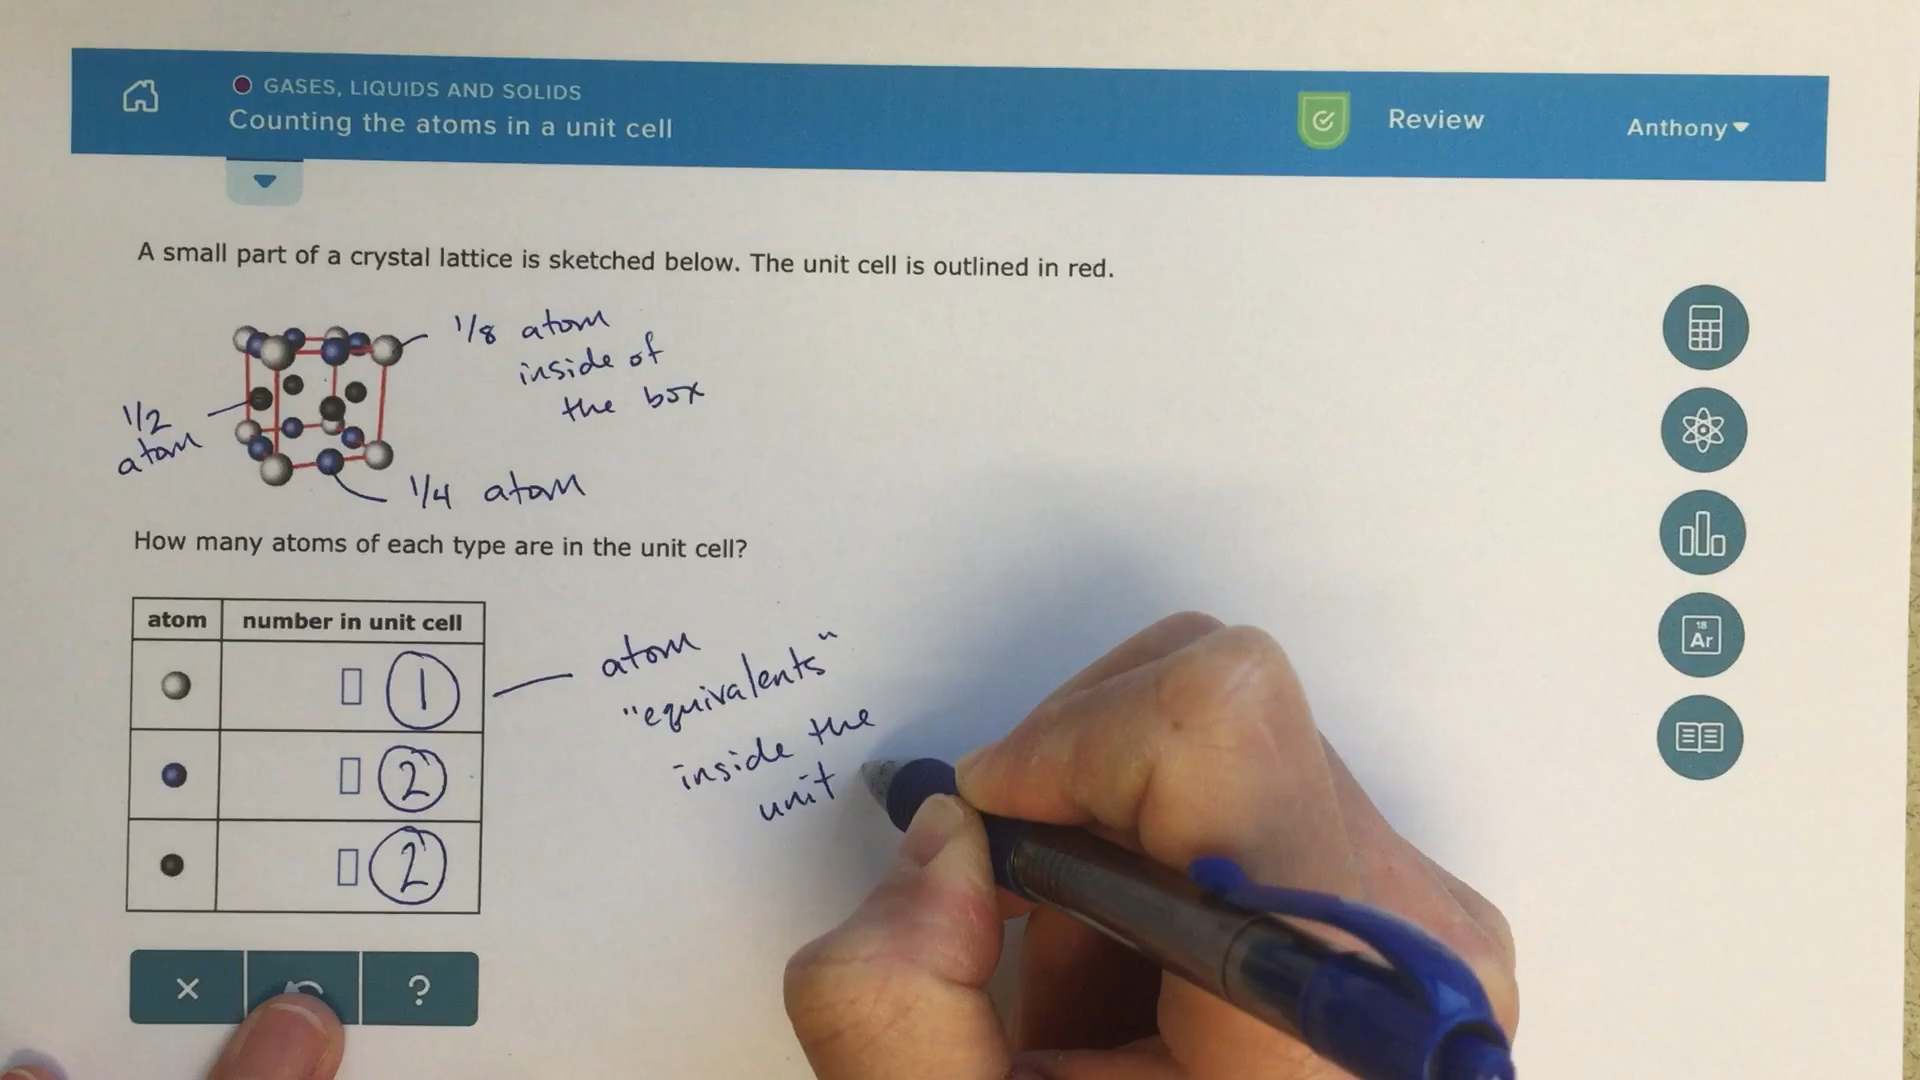 GASES, LIQUIDS AND SOLIDS
Counting the atoms in a unit cell
Review
Anthony
A small part of a crystal lattice is sketched below. The unit cell is outlined in red.
1/8 atom
inside of
the box
1/2
atom
1/4 atom
How many atoms of each type are in the unit cell?
atom number in unit cell
1
2
2
atom
"equivalents"
inside the
unit
18
Ar
× ?